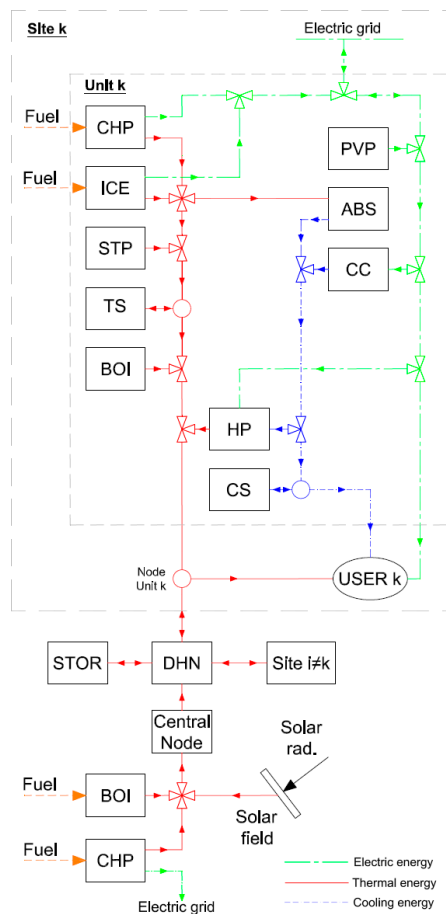 Site k
Electric grid
Unit k
Fuel
CHP
PVP
Fuel
ICE
ABS
STP
CC
TS
BOI
HP
CS
Node
Unit k
USER k
STOR
DHN
Site i≠k
Central
Node
Solar
rad.
Fuel
BOI
Solar
field
Fuel
CHP
Electric energy
Thermal energy
Electric grid
Cooling energy